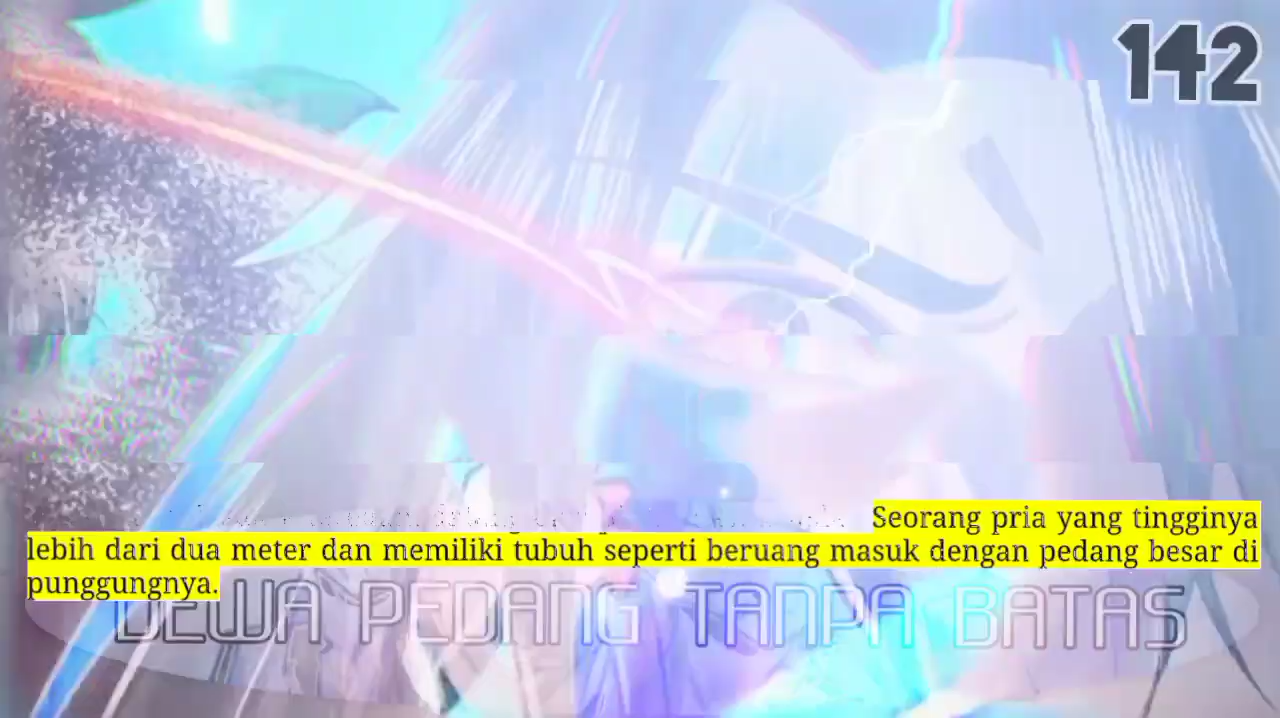 142
Seorang pria yang tingginya
lebih dari dua meter dan memiliki tubuh seperti beruang masuk dengan pedang besar di
punggungnya.
DEWA PEDANG TANPA BATAS